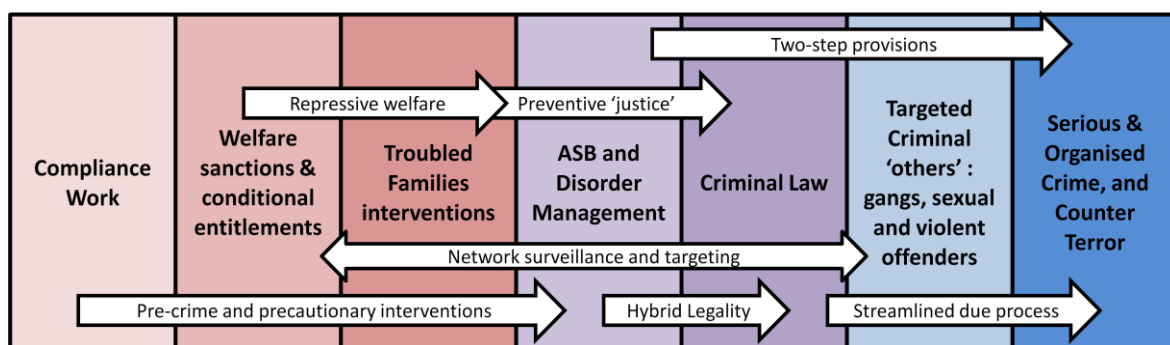 Two-step provisions
Repressive welfare
Preventive ‘justice’
Compliance
Work
Welfare
sanctions &
conditional
entitlements
Troubled
Families
interventions
ASB and
Disorder
Management
Criminal Law
Targeted
Criminal
‘others’ :
gangs, sexual
and violent
offenders
Serious &
Organised
Crime, and
Counter
Terror
Network surveillance and targeting
Pre-crime and precautionary interventions
Hybrid Legality
Streamlined due process